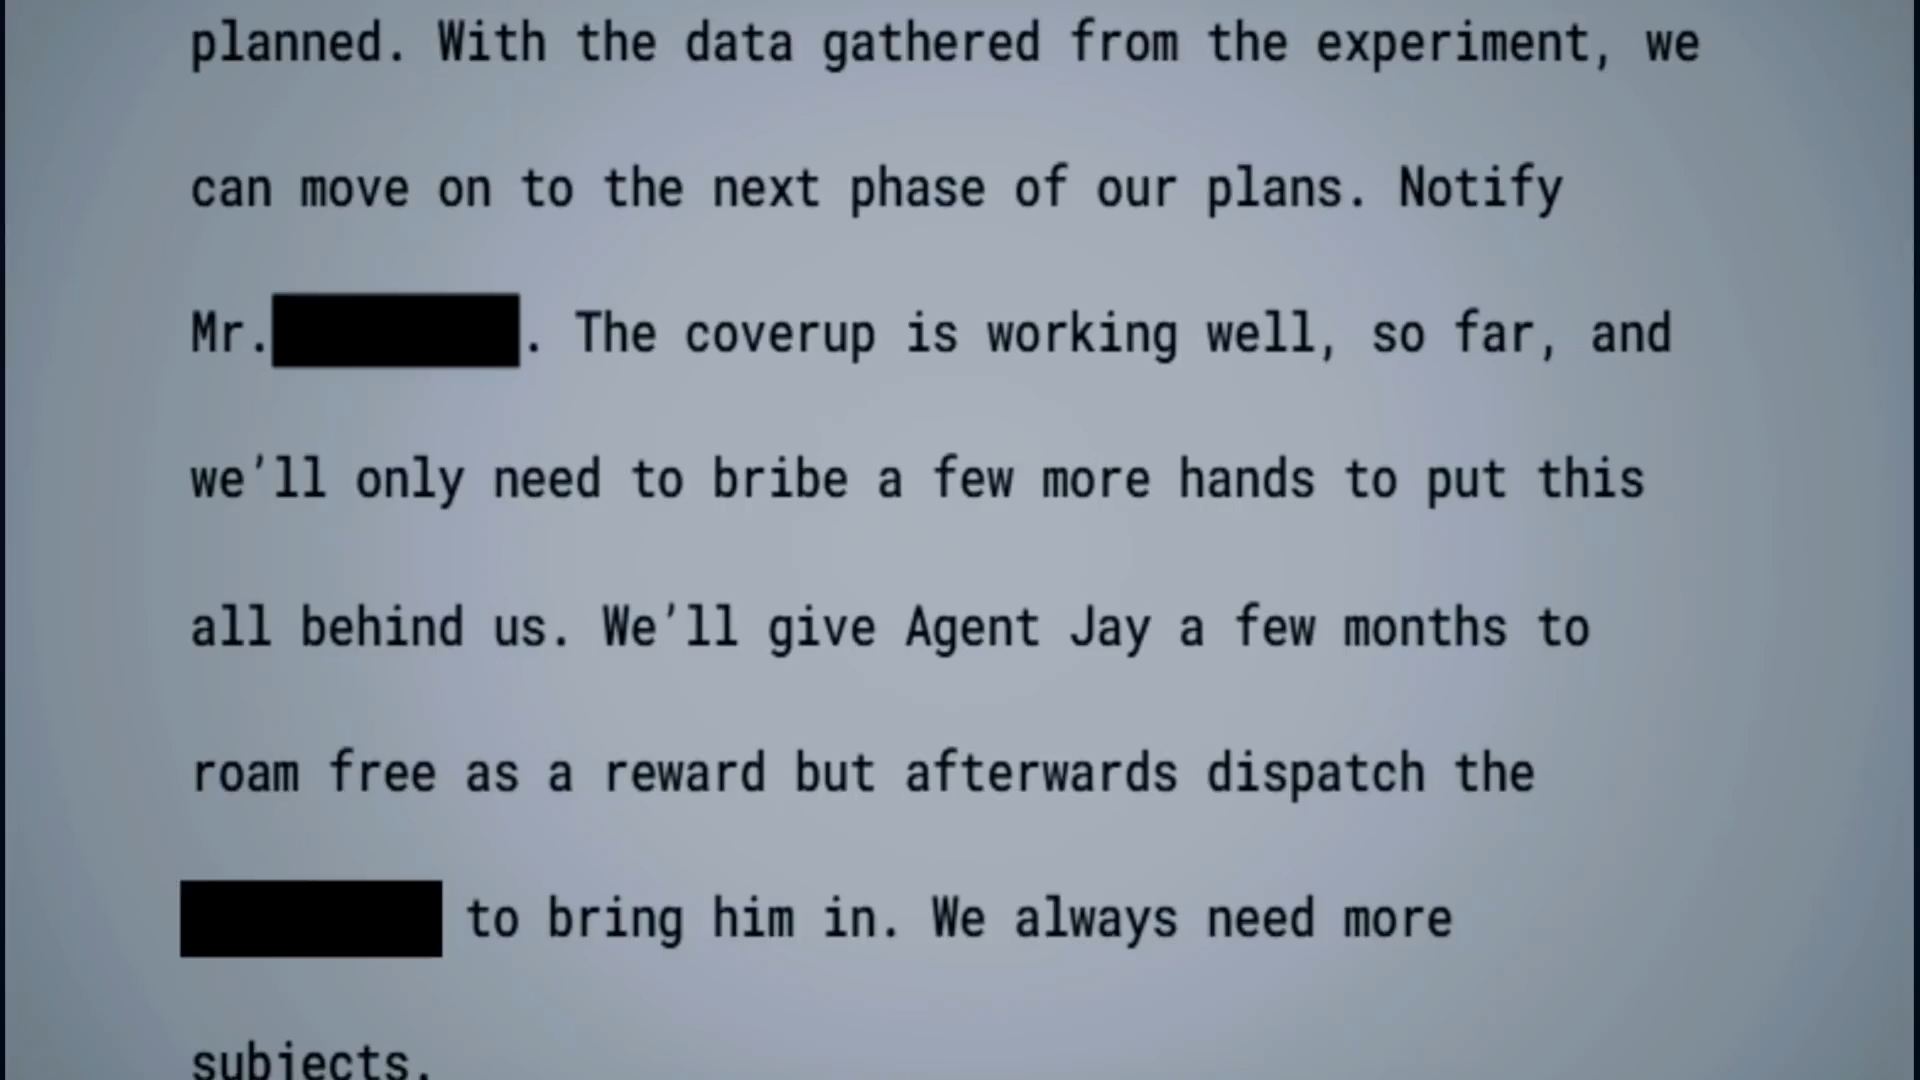 planned. With the data gathered from the experiment, we
can move on to the next phase of our plans. Notify
Mr. . The coverup is working well, so far, and
we'll only need to bribe a few more hands to put this
all behind us. We'll give Agent Jay a few months to
roam free as a reward but afterwards dispatch the
to bring him in. We always need more
subjects.